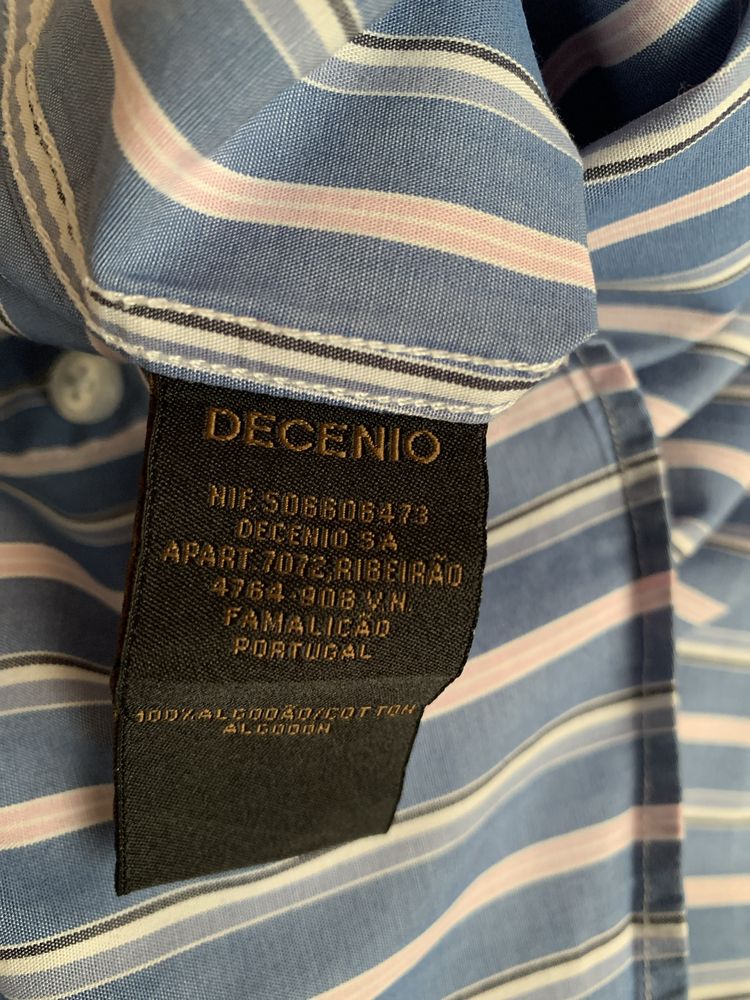 DECENIO
NIF.506606473
DECENIO SA
APART.7072,RIBEIRÃO
4764-908 V.N.
FAMALICÃO
PORTUGAL
100%ALGODÃO/COTTON
ALGODON